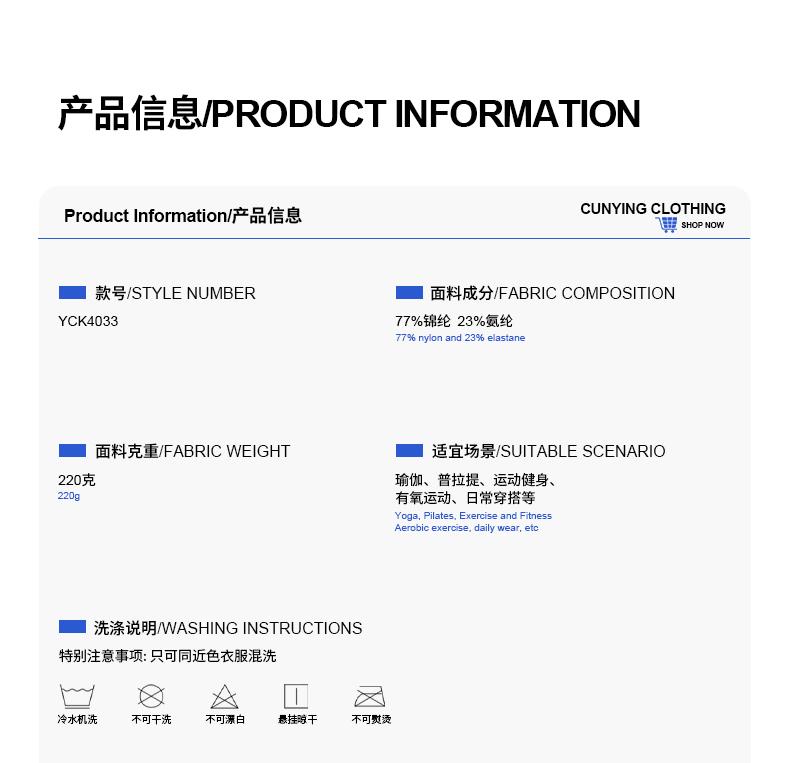 产品信息/PRODUCT INFORMATION
Product Information/产品信息
CUNYING CLOTHING
SHOP NOW
款号/STYLE NUMBER
YCK4033
面料成分/FABRIC COMPOSITION
77%锦纶 23%氨纶
77% nylon and 23% elastane
面料克重/FABRIC WEIGHT
220克
220g
适宜场景/SUITABLE SCENARIO
瑜伽、普拉提、运动健身、
有氧运动、日常穿搭等
Yoga, Pilates, Exercise and Fitness
Aerobic exercise, daily wear, etc
洗涤说明/WASHING INSTRUCTIONS
特别注意事项: 只可同近色衣服混洗
冷水机洗
不可干洗
不可漂白
悬挂晾干
不可熨烫